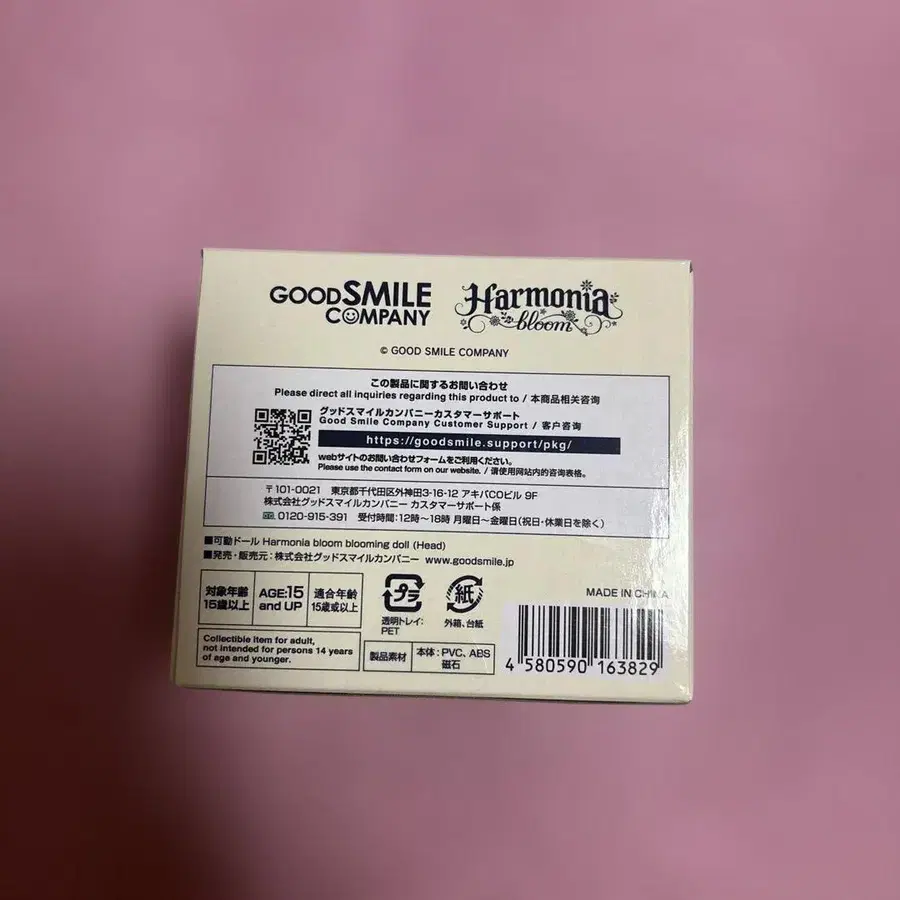 GOOD SMILE
COMPANY
Harmonia
bloom
© GOOD SMILE COMPANY
この製品に関するお問い合わせ
Please direct all inquiries regarding this product to / 本商品相关咨询
グッドスマイルカンパニーカスタマーサポート
Good Smile Company Customer Support / 客户咨询
https://goodsmile.support/pkg/
webサイトのお問い合わせフォームをご利用ください。
Please use the contact form on our website. / 请使用网站内的咨询表格。
〒101-0021 東京都千代田区外神田3-16-12 アキバCOビル 9F
株式会社グッドスマイルカンパニー カスタマーサポート係
0120-915-391 受付時間:12時~18時 月曜日~金曜日(祝日・休業日を除く)
■可動ドール Harmonia bloom blooming doll (Head)
■発売・販売元:株式会社グッドスマイルカンパニー www.goodsmile.jp
対象年齢
15歳以上
AGE:15
and UP
適合年齡
15歲或以上
Collectible item for adult,
not intended for persons 14 years
of age and younger.
プラ
透明トレイ:
PET
紙
外箱、台紙
製品素材
本体:PVC、ABS
磁石
MADE IN CHINA
4 580590 163829